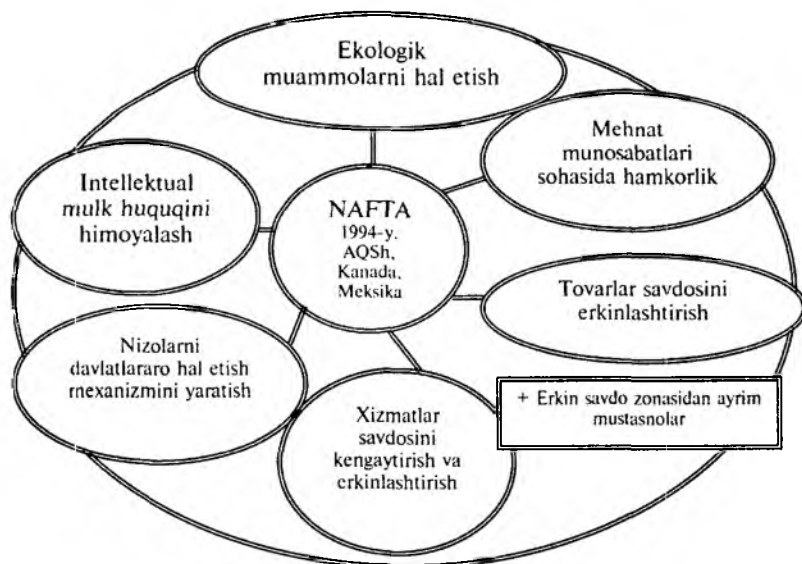 Ekologik
muammolarni hal etish
Mehnat
munosabatlari
sohasida hamkorlik
Intellektual
mulk huquqini
himoyalash
NAFTA
1994-y.
AQSh,
Kanada,
Meksika
Tovarlar savdosini
erkinlashtirish
Nizolarni
davlatlararo hal etish
mexanizmini yaratish
+ Erkin savdo zonasidan ayrim
mustasnolar
Xizmatlar
savdosini
kengaytirish va
erkinlashtirish